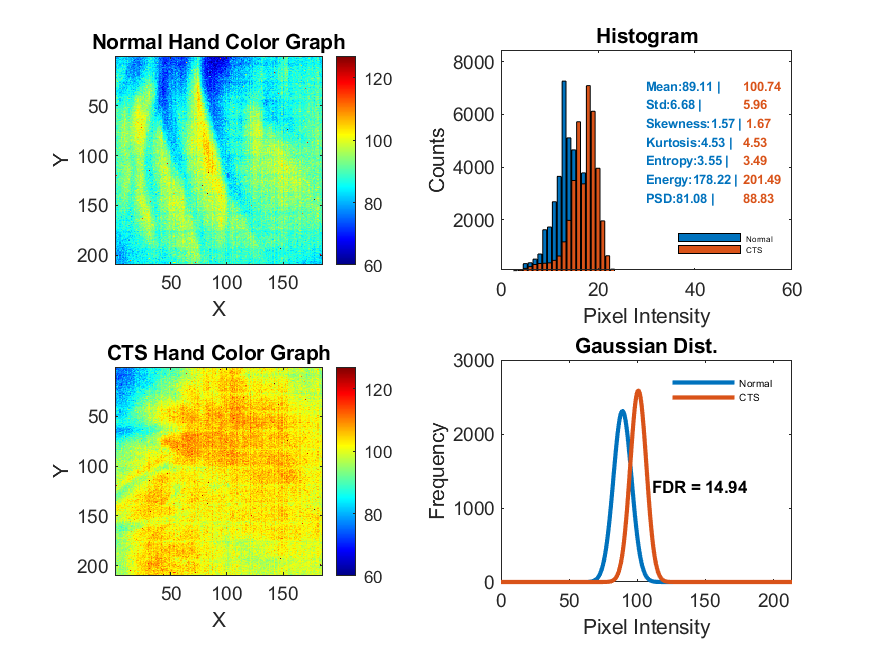 Normal Hand Color Graph
Y
50
100
150
200
50
100
150
X
120
100
80
60
Histogram
Counts
8000
6000
4000
2000
0
20
40
60
Pixel Intensity
Mean:89.11 | 100.74
Std:6.68 | 5.96
Skewness:1.57 | 1.67
Kurtosis:4.53 | 4.53
Entropy:3.55 | 3.49
Energy:178.22 | 201.49
PSD:81.08 | 88.83
Normal
CTS
CTS Hand Color Graph
Y
50
100
150
200
50
100
150
X
120
100
80
60
Gaussian Dist.
Frequency
3000
2000
1000
0
0
50
100
150
200
Pixel Intensity
Normal
CTS
FDR = 14.94